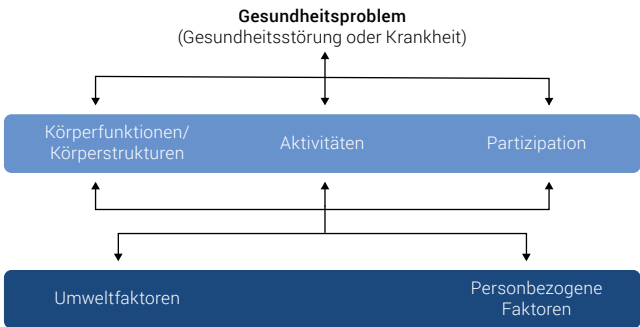 Gesundheitsproblem
(Gesundheitsstörung oder Krankheit)
Körperfunktionen/
Körperstrukturen
Aktivitäten
Partizipation
Umweltfaktoren
Personbezogene
Faktoren